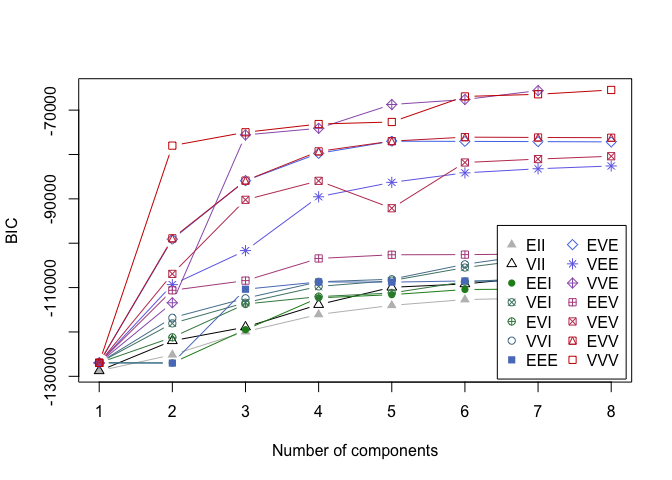 BIC
-70000
-90000
-110000
-130000
EII EVE
VII VEE
EEI VVE
VEI EEV
EVI VEV
VVI EVV
EEE VVV
1 2 3 4 5 6 7 8
Number of components